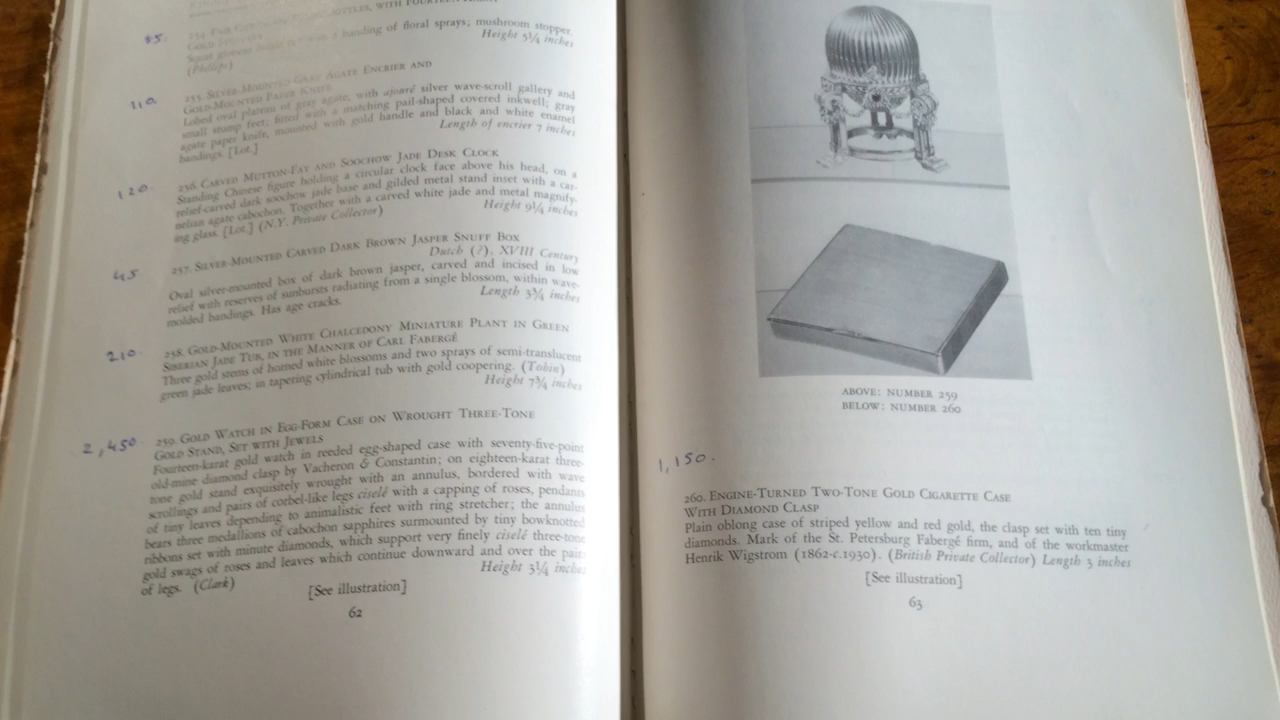 BOTTLES, WITH FOURTEEN-KARAT
85.
254. PAIR
GOLD
banding of floral sprays; mushroom stopper.
(Phillips)
Height 5¼ inches
110.
255. SILVER-MOUNTED GRAY AGATE ENCRIER AND
GOLD-MOUNTED PAPER KNIFE
Lobed oval plateau of gray agate, with ajouré silver wave-scroll gallery and
small stump feet; fitted with a matching pail-shaped covered inkwell; gray
agate paper knife, mounted with gold handle and black and white enamel
bandings. [Lot.]
Length of encrier 7 inches
120.
256. CARVED MUTTON-FAT AND SOOCHOW JADE DESK CLOCK
Standing Chinese figure holding a circular clock face above his head, on a
relief-carved dark soochow jade base and gilded metal stand inset with a car-
nelian agate cabochon. Together with a carved white jade and metal magnify-
ing glass. [Lot.] (N.Y. Private Collector)
Height 9¼ inches
45
257. SILVER-MOUNTED CARVED DARK BROWN JASPER SNUFF BOX
Dutch (?), XVIII Century
Oval silver-mounted box of dark brown jasper, carved and incised in low
relief with reserves of sunbursts radiating from a single blossom, within wave-
molded bandings. Has age cracks.
Length 3¾ inches
210.
258. GOLD-MOUNTED WHITE CHALCEDONY MINIATURE PLANT IN GREEN
SIBERIAN JADE TUB, IN THE MANNER OF CARL FABERGÉ
Three gold stems of horned white blossoms and two sprays of semi-translucent
green jade leaves; in tapering cylindrical tub with gold coopering. (Tobin)
Height 7¾ inches
2,450.
259. GOLD WATCH IN EGG-FORM CASE ON WROUGHT THREE-TONE
GOLD STAND, SET WITH JEWELS
Fourteen-karat gold watch in reeded egg-shaped case with seventy-five-point
old-mine diamond clasp by Vacheron & Constantin; on eighteen-karat three-
tone gold stand exquisitely wrought with an annulus, bordered with wave
scrollings and pairs of corbel-like legs ciselé with a capping of roses, pendants
of tiny leaves depending to animalistic feet with ring stretcher; the annulus
bears three medallions of cabochon sapphires surmounted by tiny bowknotted
ribbons set with minute diamonds, which support very finely ciselé three-tone
gold swags of roses and leaves which continue downward and over the pairs
of legs. (Clark)
Height 3¼ inches
[See illustration]
62
ABOVE: NUMBER 259
BELOW: NUMBER 260
1,150.
260. ENGINE-TURNED TWO-TONE GOLD CIGARETTE CASE
WITH DIAMOND CLASP
Plain oblong case of striped yellow and red gold, the clasp set with ten tiny
diamonds. Mark of the St. Petersburg Fabergé firm, and of the workmaster
Henrik Wigstrom (1862-c.1930). (British Private Collector) Length 3 inches
[See illustration]
63